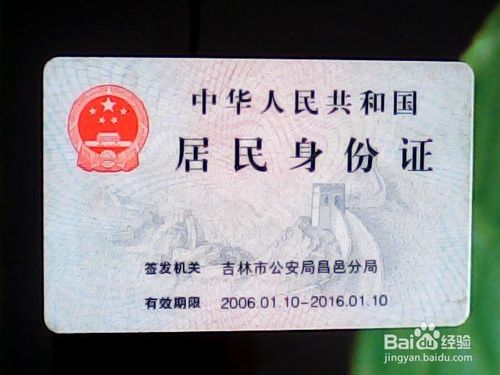 中华人民共和国
居民身份证
签发机关 吉林市公安局昌邑分局
有效期限 2006.01.10-2016.01.10
Baidu经验
jingyan.baidu.com